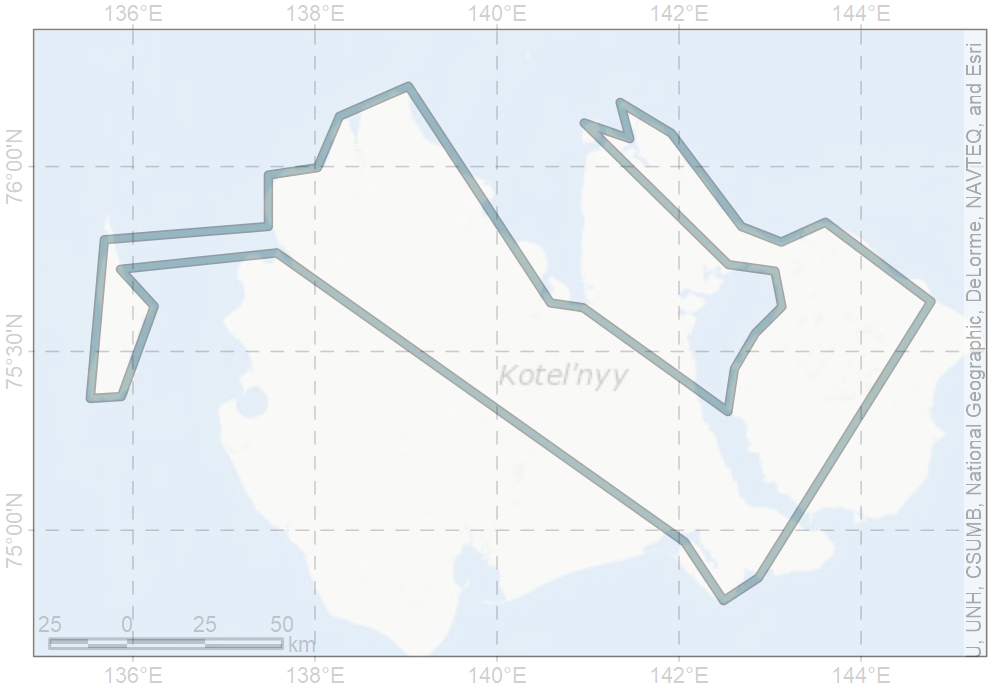 136°E 138°E 140°E 142°E 144°E
76°00'N
75°30'N
75°00'N
Kotel'nyy
U, UNH, CSUMB, National Geographic, DeLorme, NAVTEQ, and Esri
25 0 25 50
km
136°E 138°E 140°E 142°E 144°E